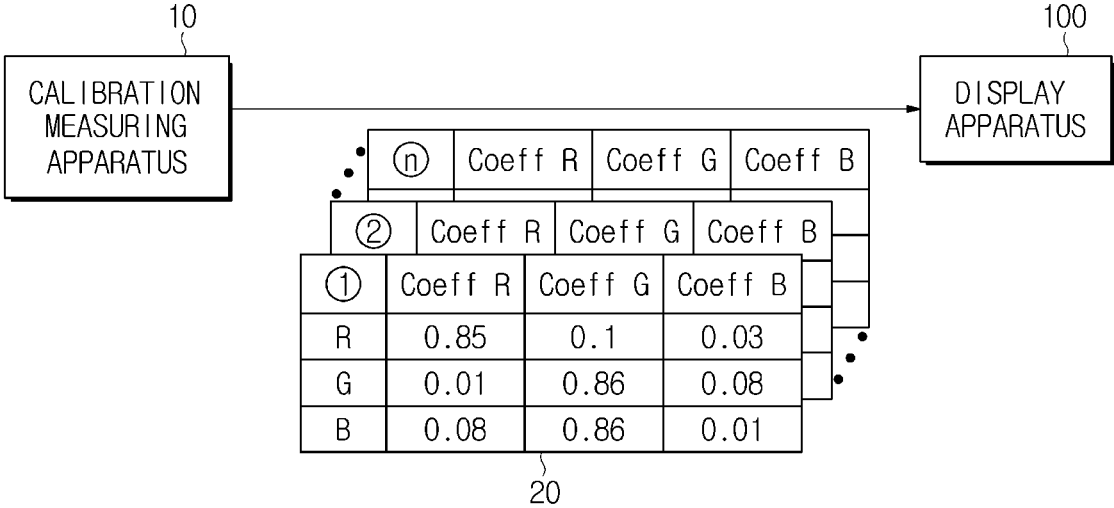 10
CALIBRATION
MEASURING
APPARATUS
100
DISPLAY
APPARATUS
ⓝ Coeff R Coeff G Coeff B
② Coeff R Coeff G Coeff B
① Coeff R Coeff G Coeff B
R 0.85 0.1 0.03
G 0.01 0.86 0.08
B 0.08 0.86 0.01
20